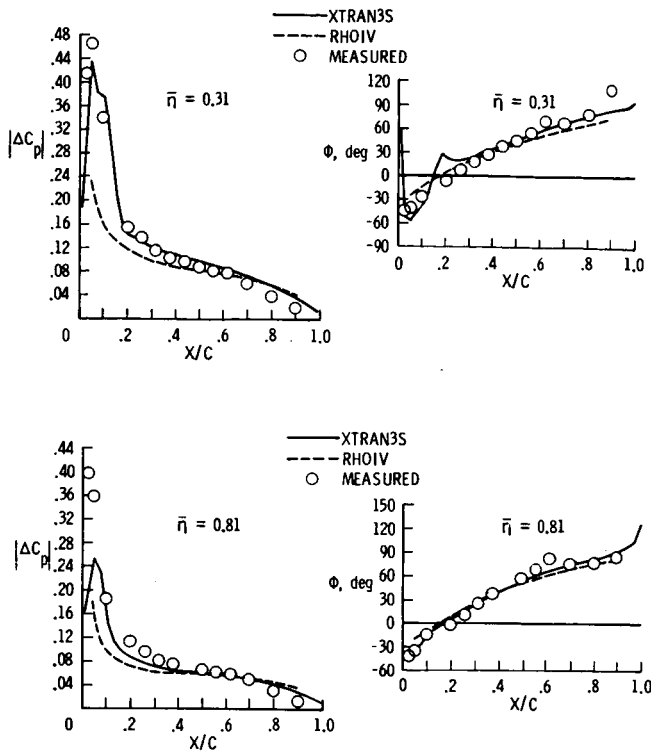 XTRAN3S
RHOIV
MEASURED
.48
.44
.40
.36
.32
.28
.24
.20
.16
.12
.08
.04
|ΔCp|
η̄ = 0.31
0 .2 .4 .6 .8 1.0
X/C
120
90
60
30
0
-30
-60
-90
Φ, deg
η̄ = 0.31
0 .2 .4 .6 .8 1.0
X/C
XTRAN3S
RHOIV
MEASURED
.44
.40
.36
.32
.28
.24
.20
.16
.12
.08
.04
|ΔCp|
η̄ = 0.81
0 .2 .4 .6 .8 1.0
X/C
150
120
90
60
30
0
-30
-60
Φ, deg
η̄ = 0.81
0 .2 .4 .6 .8 1.0
X/C